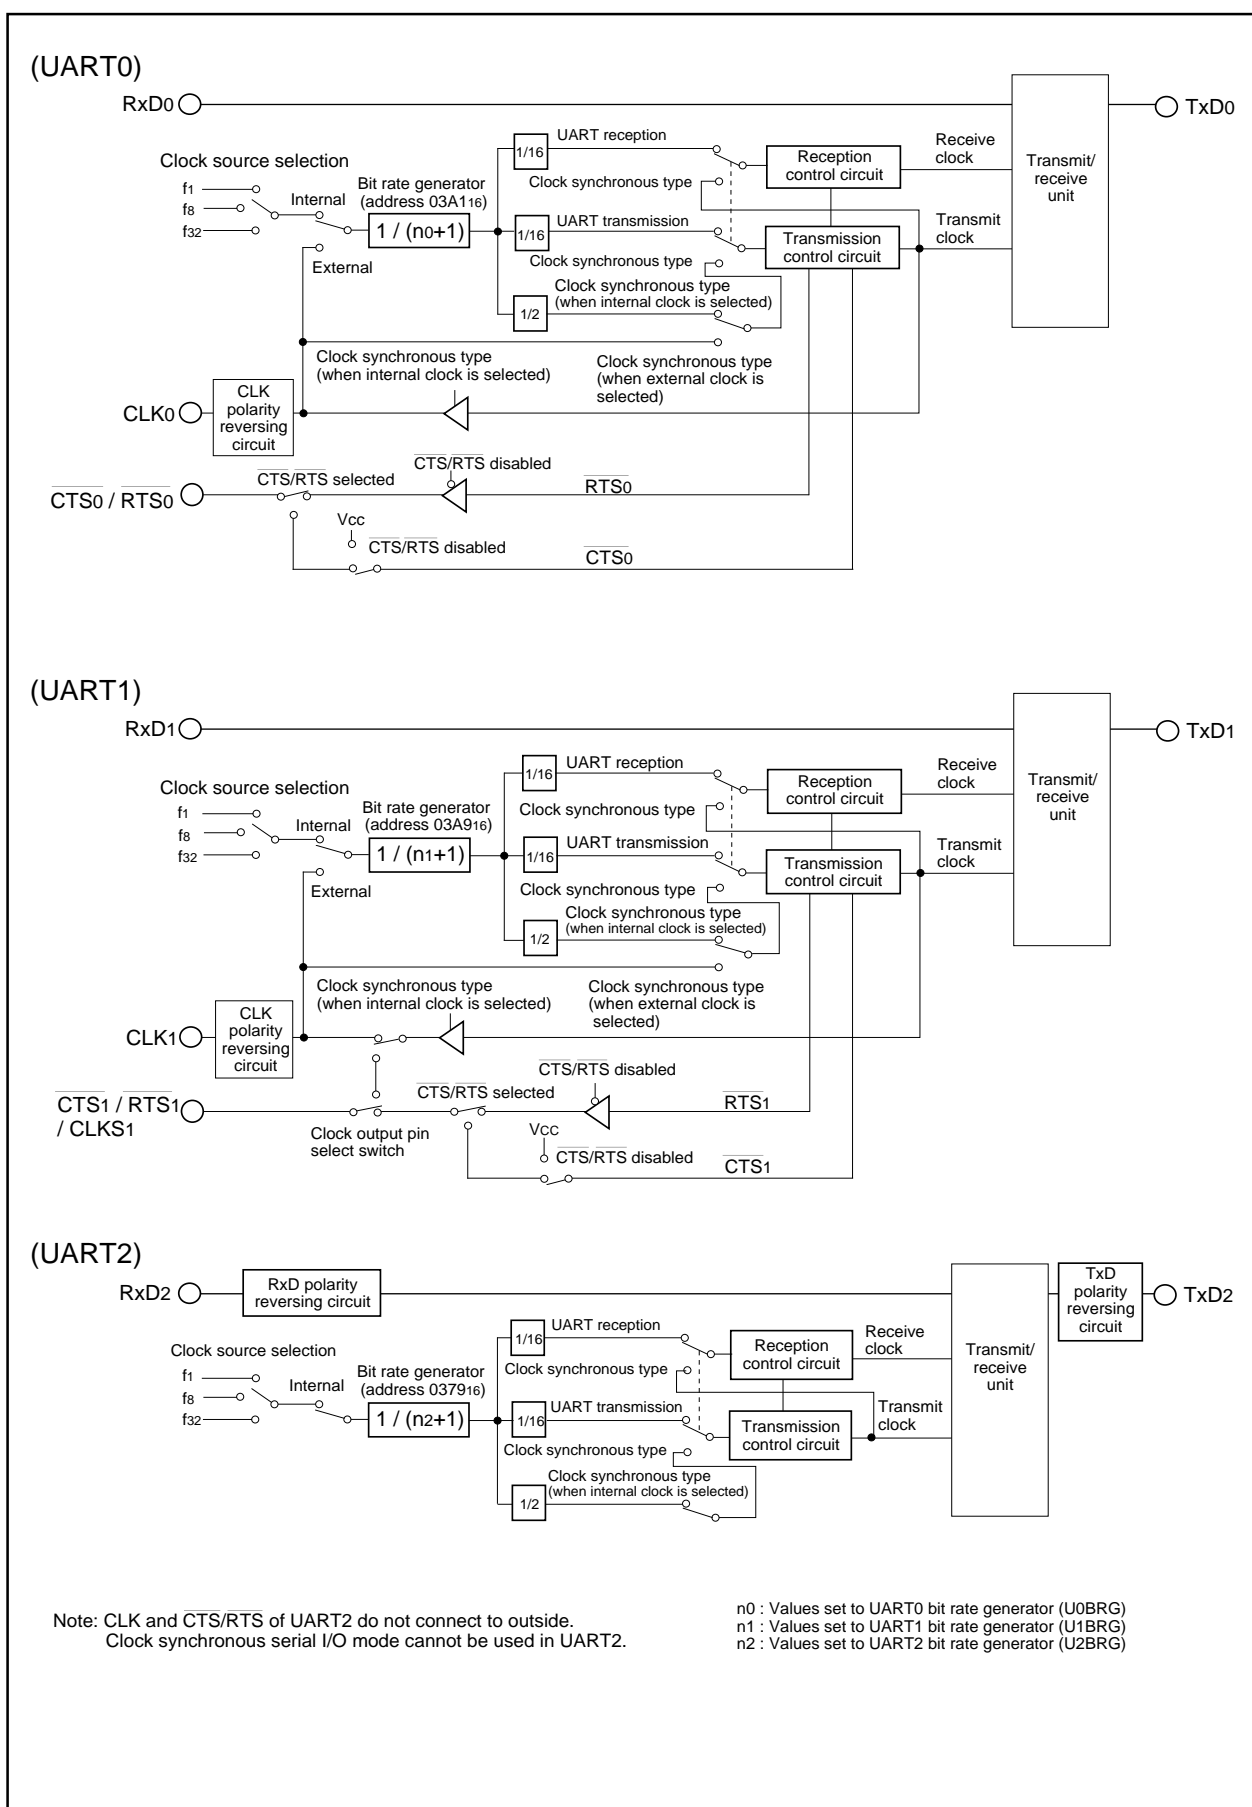 (UART0)
RxD0
TxD0
Clock source selection
f1
f8
f32
Internal
External
Bit rate generator
(address 03A116)
1 / (n0+1)
1/16
UART reception
Clock synchronous type
1/16
UART transmission
Clock synchronous type
Clock synchronous type
(when internal clock is selected)
1/2
Reception
control circuit
Receive
clock
Transmission
control circuit
Transmit
clock
Transmit/
receive
unit
Clock synchronous type
(when internal clock is selected)
Clock synchronous type
(when external clock is
selected)
CLK0
CLK
polarity
reversing
circuit
CTS0 / RTS0
CTS/RTS selected
CTS/RTS disabled
RTS0
Vcc
CTS/RTS disabled
CTS0
(UART1)
RxD1
TxD1
Clock source selection
f1
f8
f32
Internal
External
Bit rate generator
(address 03A916)
1 / (n1+1)
1/16
UART reception
Clock synchronous type
1/16
UART transmission
Clock synchronous type
Clock synchronous type
(when internal clock is selected)
1/2
Reception
control circuit
Receive
clock
Transmission
control circuit
Transmit
clock
Transmit/
receive
unit
Clock synchronous type
(when internal clock is selected)
Clock synchronous type
(when external clock is
selected)
CLK1
CLK
polarity
reversing
circuit
CTS1 / RTS1
/ CLKS1
Clock output pin
select switch
CTS/RTS selected
CTS/RTS disabled
RTS1
VCC
CTS/RTS disabled
CTS1
(UART2)
RxD2
RxD polarity
reversing circuit
TxD
polarity
reversing
circuit
TxD2
Clock source selection
f1
f8
f32
Internal
Bit rate generator
(address 037916)
1 / (n2+1)
1/16
UART reception
Clock synchronous type
1/16
UART transmission
Clock synchronous type
Clock synchronous type
(when internal clock is selected)
1/2
Reception
control circuit
Receive
clock
Transmission
control circuit
Transmit
clock
Transmit/
receive
unit
Note: CLK and CTS/RTS of UART2 do not connect to outside.
Clock synchronous serial I/O mode cannot be used in UART2.
n0 : Values set to UART0 bit rate generator (U0BRG)
n1 : Values set to UART1 bit rate generator (U1BRG)
n2 : Values set to UART2 bit rate generator (U2BRG)